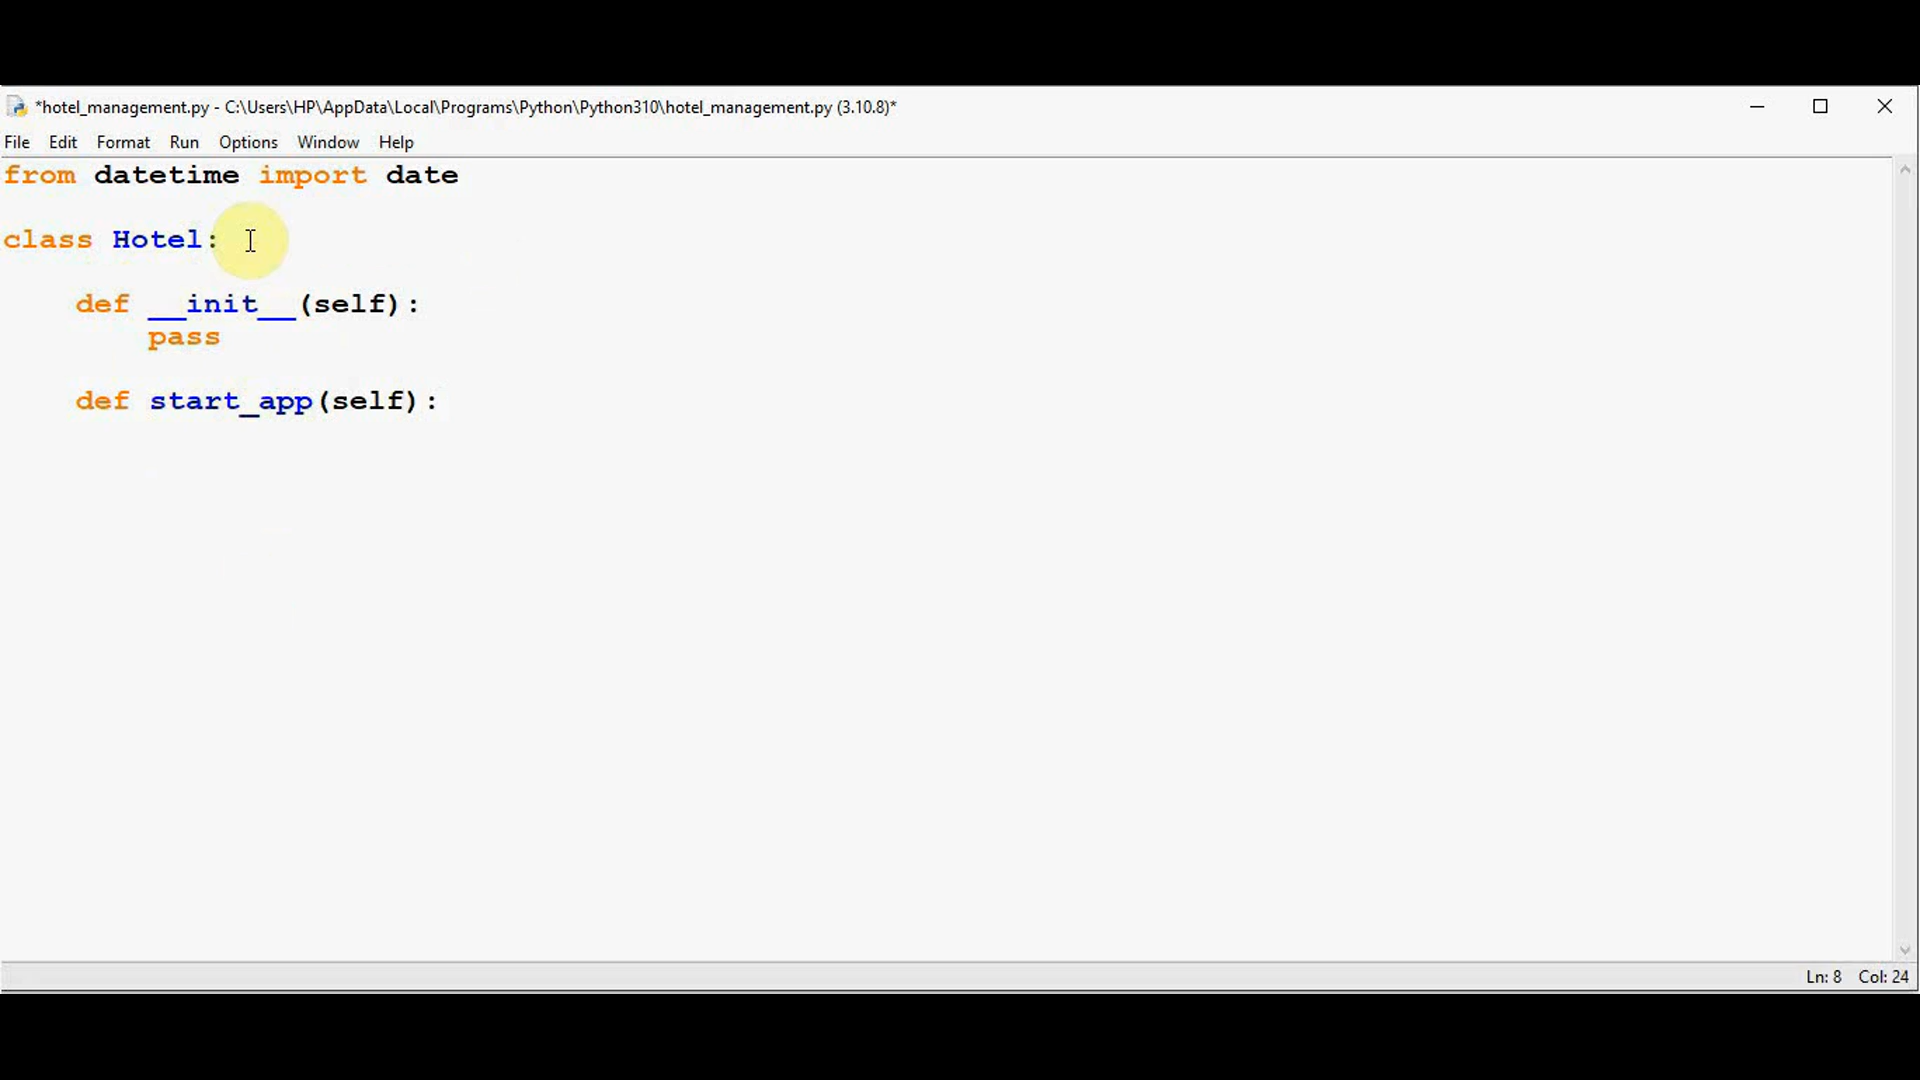 *hotel_management.py - C:\Users\HP\AppData\Local\Programs\Python\Python310\hotel_management.py (3.10.8)*
File Edit Format Run Options Window Help
from datetime import date
class Hotel:
    def __init__(self):
        pass
    def start_app(self):
Ln: 8 Col: 24